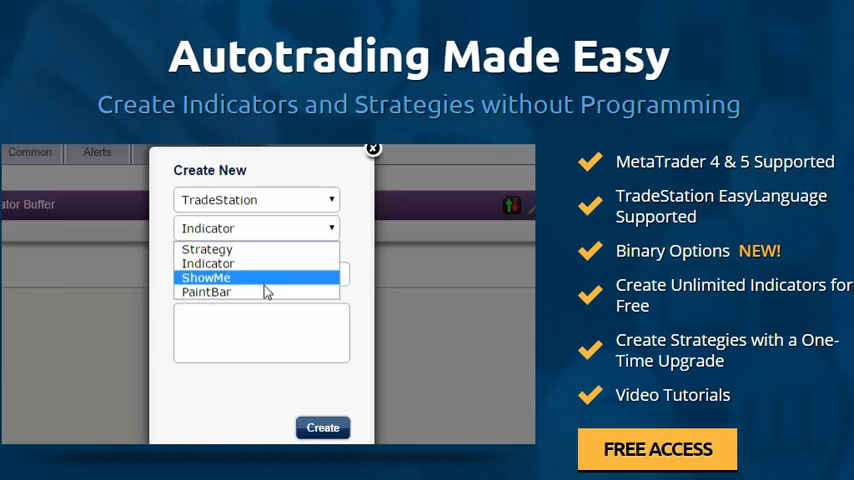 Autotrading Made Easy
Create Indicators and Strategies without Programming
Common Alerts
ator Buffer
Create New
TradeStation
Indicator
Strategy
Indicator
ShowMe
PaintBar
Create
MetaTrader 4 & 5 Supported
TradeStation EasyLanguage
Supported
Binary Options NEW!
Create Unlimited Indicators for
Free
Create Strategies with a One-
Time Upgrade
Video Tutorials
FREE ACCESS